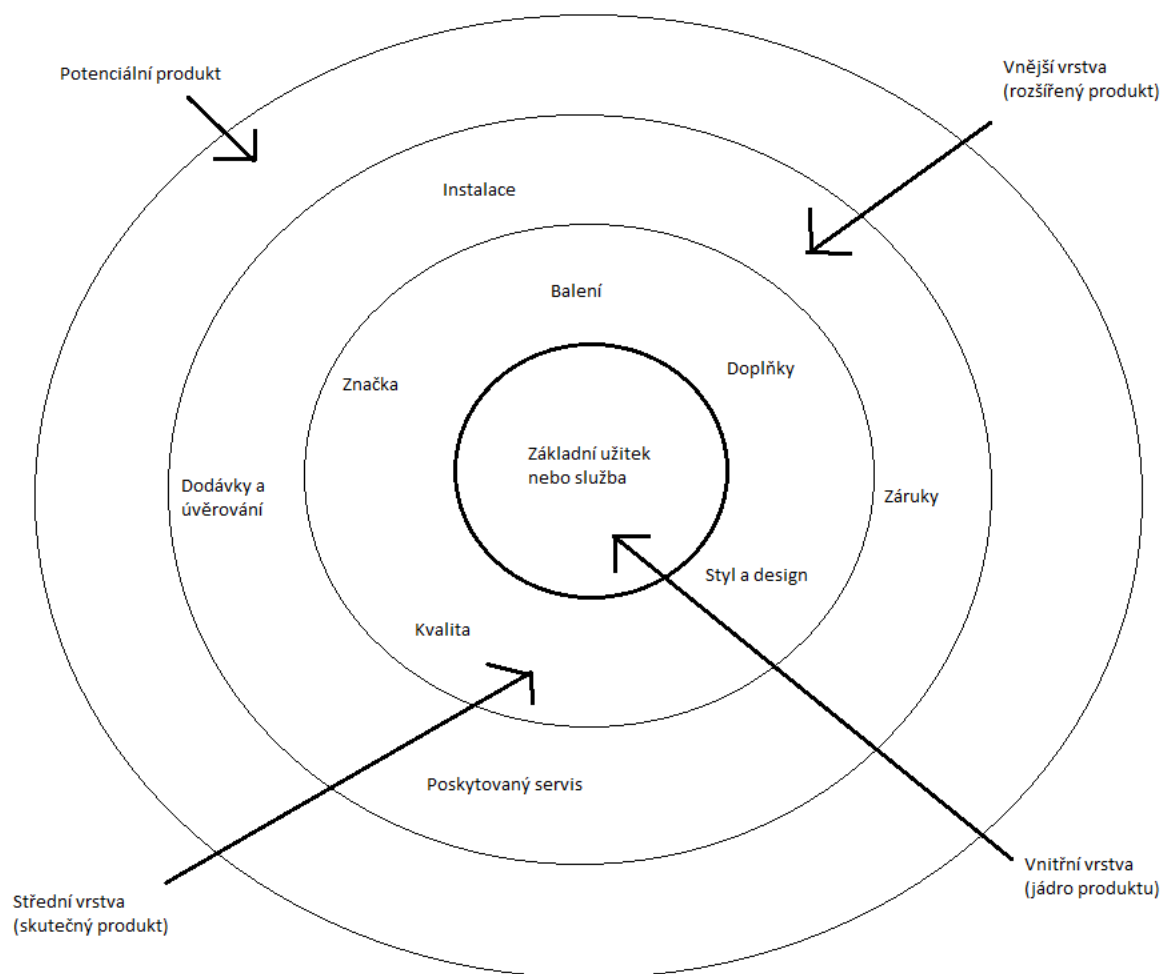 Potenciální produkt
Vnější vrstva
(rozšířený produkt)
Instalace
Balení
Doplňky
Značka
Základní užitek
nebo služba
Dodávky a
úvěrování
Záruky
Styl a design
Kvalita
Poskytovaný servis
Vnitřní vrstva
(jádro produktu)
Střední vrstva
(skutečný produkt)